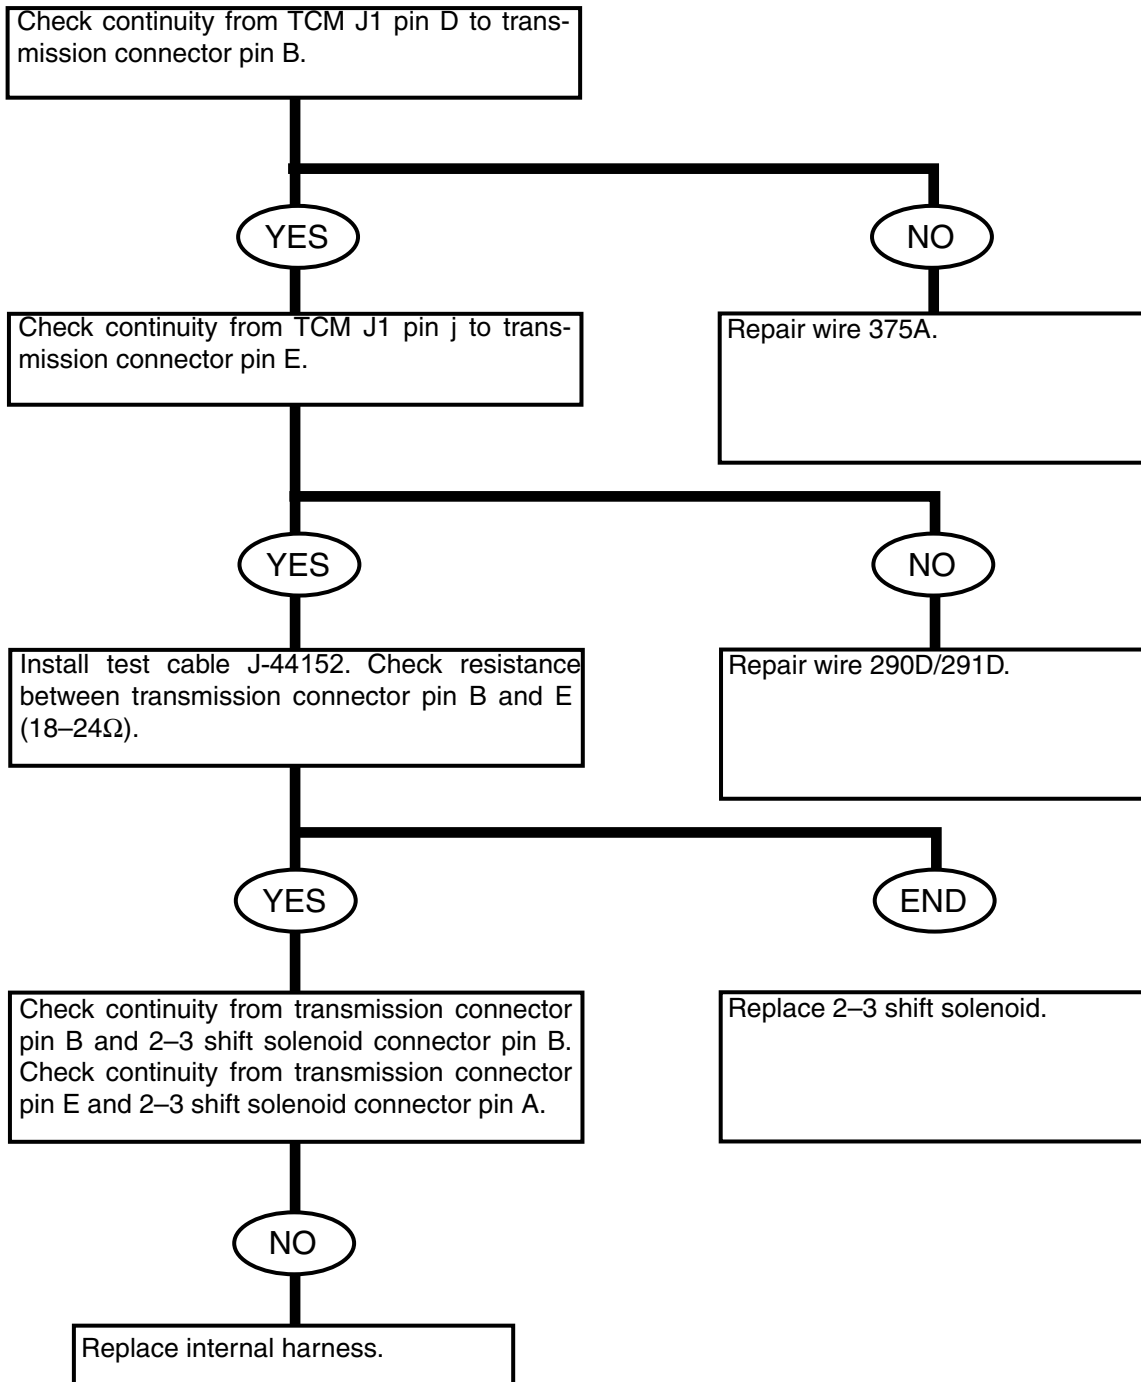 Check continuity from TCM J1 pin D to trans-
mission connector pin B.
YES
NO
Check continuity from TCM J1 pin j to trans-
mission connector pin E.
Repair wire 375A.
YES
NO
Install test cable J-44152. Check resistance
between transmission connector pin B and E
(18–24Ω).
Repair wire 290D/291D.
YES
END
Check continuity from transmission connector
pin B and 2–3 shift solenoid connector pin B.
Check continuity from transmission connector
pin E and 2–3 shift solenoid connector pin A.
Replace 2–3 shift solenoid.
NO
Replace internal harness.